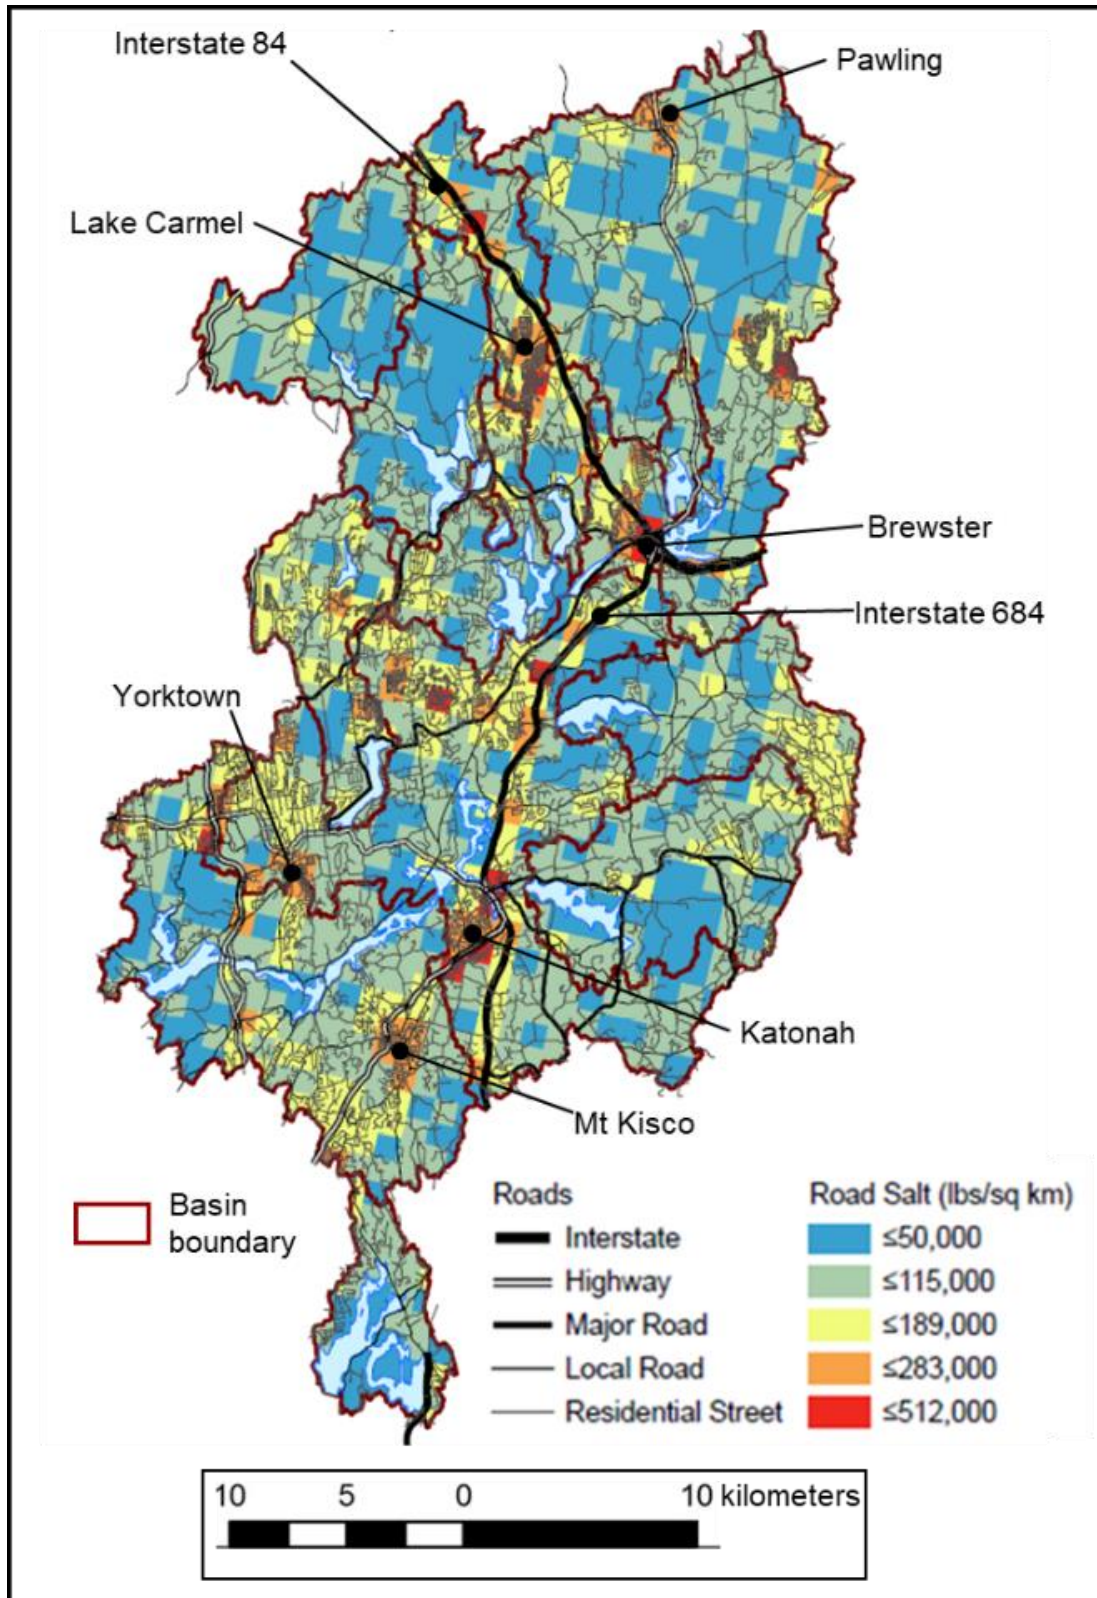 Interstate 84
Pawling
Lake Carmel
Brewster
Interstate 684
Yorktown
Katonah
Mt Kisco
Basin
boundary
Roads
Interstate
Highway
Major Road
Local Road
Residential Street
Road Salt (lbs/sq km)
≤50,000
≤115,000
≤189,000
≤283,000
≤512,000
10 5 0 10 kilometers